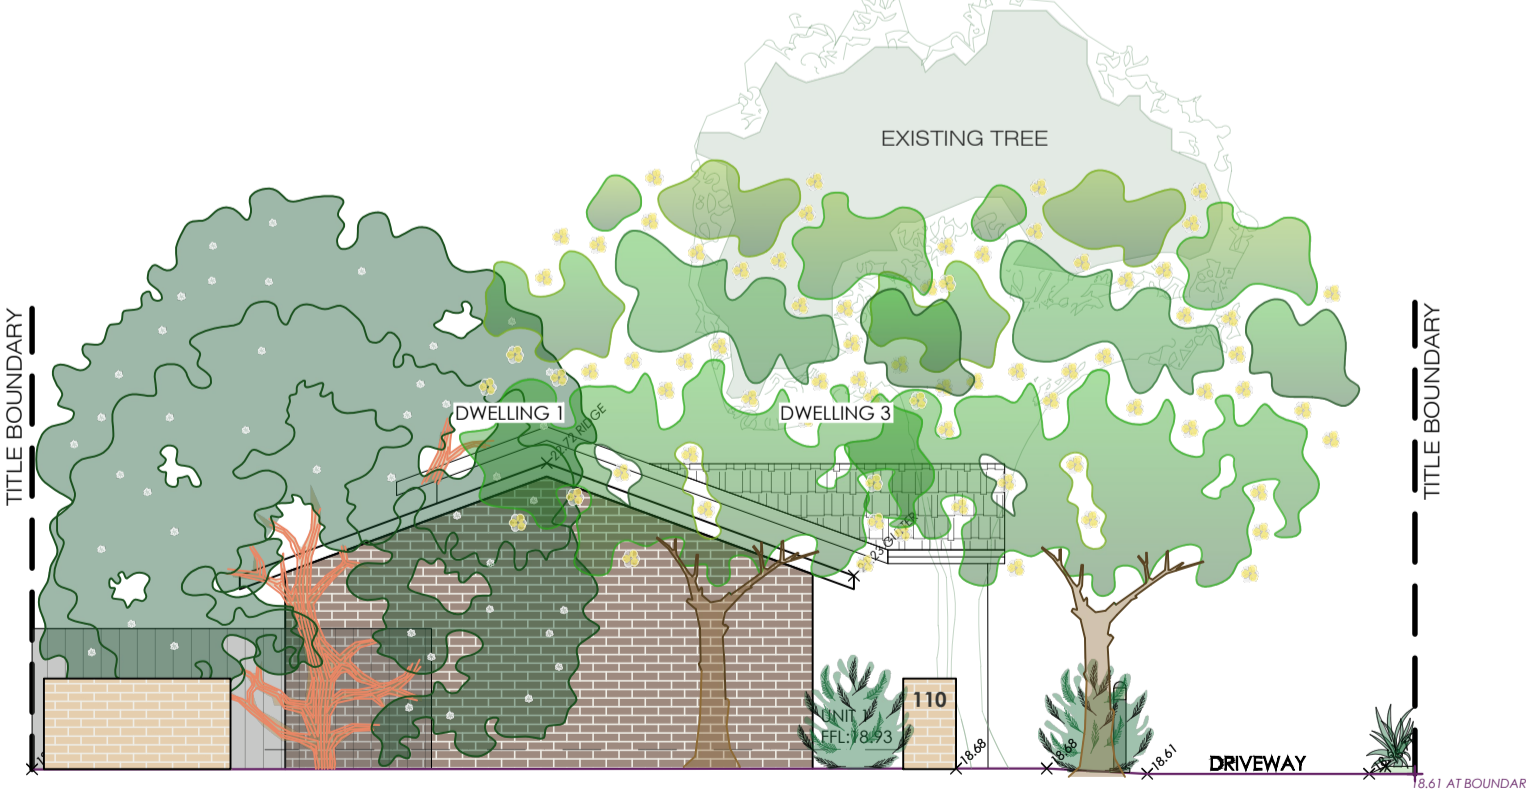 EXISTING TREE
TITLE BOUNDARY
TITLE BOUNDARY
DWELLING 1
DWELLING 3
RIDGE
110
UNIT 1
FFL:18.93
18.68
18.68
18.61
DRIVEWAY
18.61 AT BOUNDAR